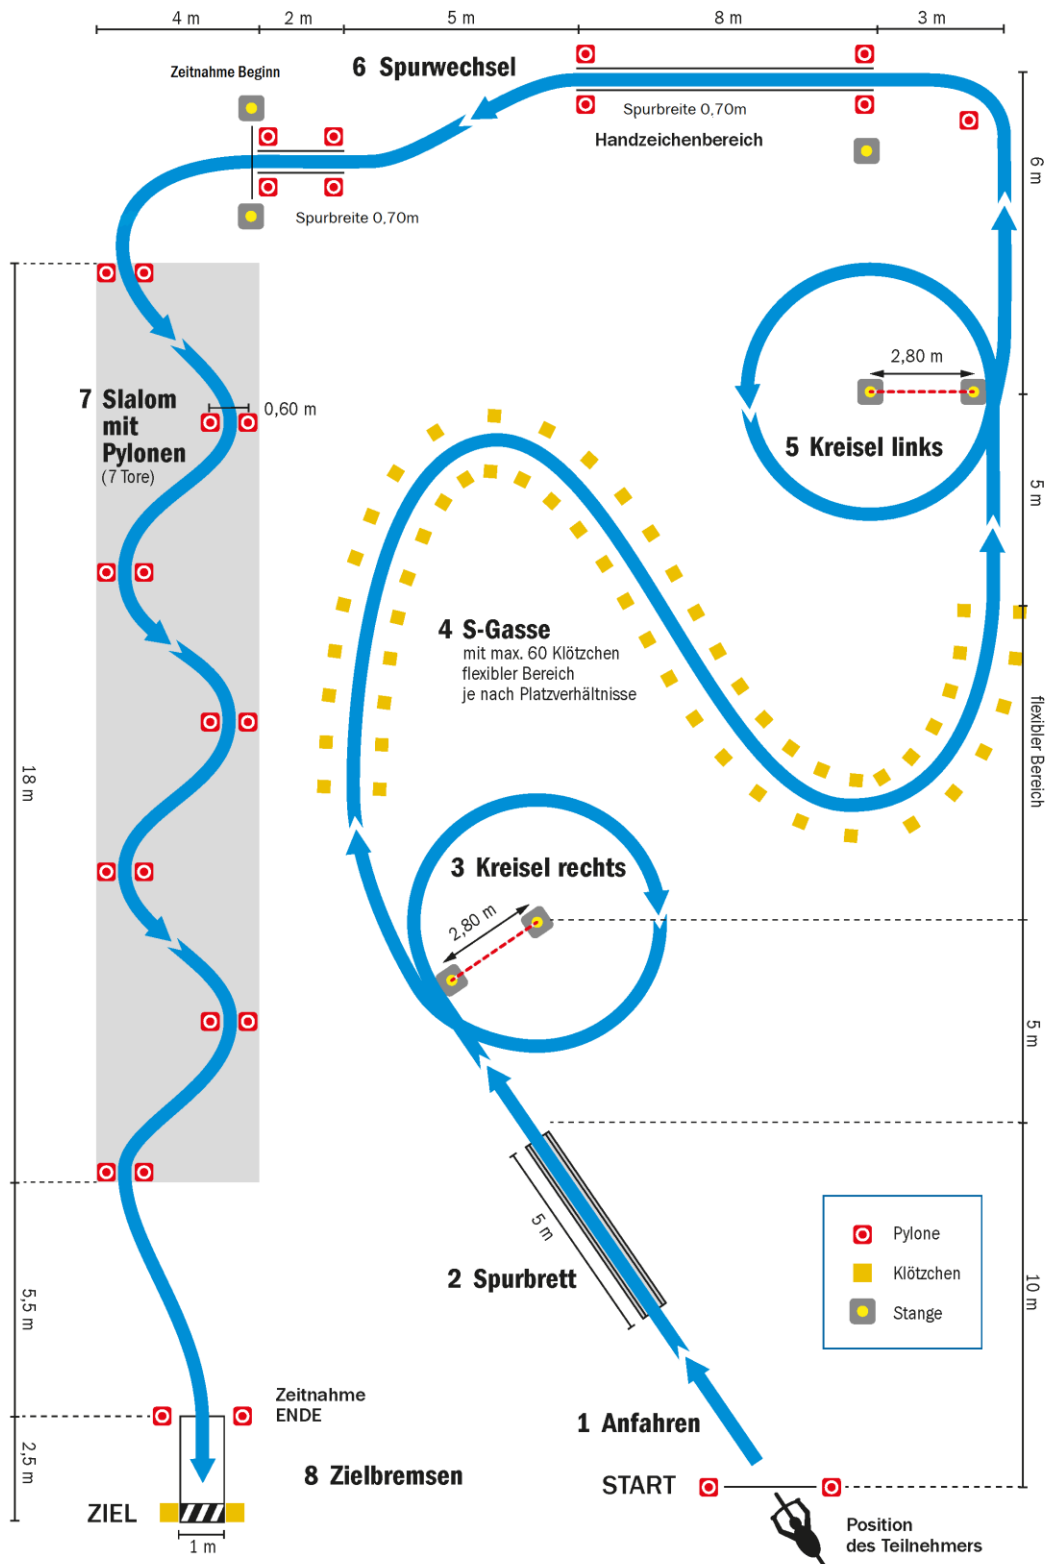 4 m
2 m
5 m
8 m
3 m
Zeitnahme Beginn
6 Spurwechsel
Spurbreite 0,70m
Handzeichenbereich
Spurbreite 0,70m
6 m
2,80 m
5 Kreisel links
7 Slalom
mit
Pylonen
(7 Tore)
0,60 m
5 m
4 S-Gasse
mit max. 60 Klötzchen
flexibler Bereich
je nach Platzverhältnisse
flexibler Bereich
18 m
3 Kreisel rechts
2,80 m
5 m
5 m
2 Spurbrett
10 m
Pylone
Klötzchen
Stange
5,5 m
Zeitnahme
ENDE
1 Anfahren
2,5 m
8 Zielbremsen
START
ZIEL
1 m
Position
des Teilnehmers